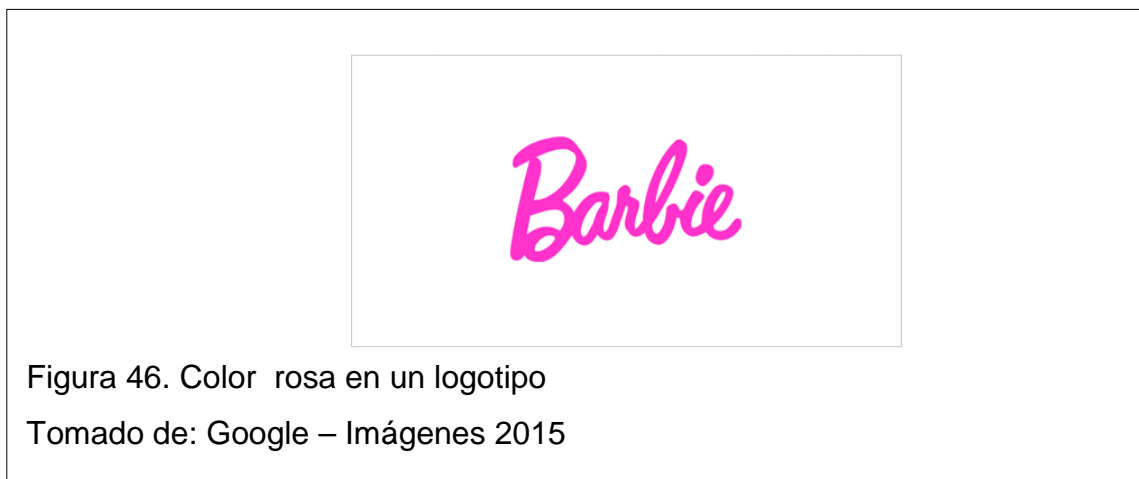 Barbie
Figura 46. Color  rosa en un logotipo
Tomado de: Google – Imágenes 2015